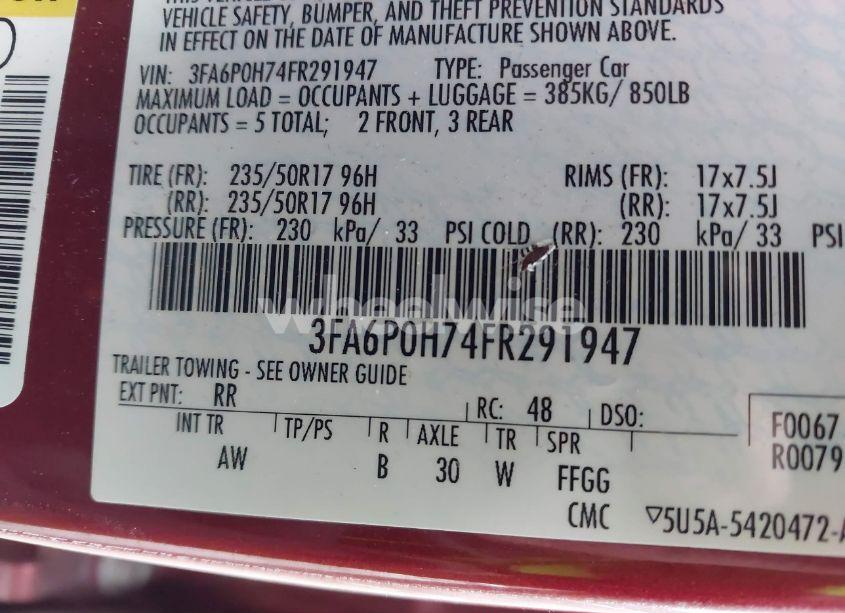 VEHICLE SAFETY, BUMPER, AND THEFT PREVENTION STANDARDS
IN EFFECT ON THE DATE OF MANUFACTURE SHOWN ABOVE.
VIN: 3FA6P0H74FR291947 TYPE: Passenger Car
MAXIMUM LOAD = OCCUPANTS + LUGGAGE = 385KG/ 850LB
OCCUPANTS = 5 TOTAL; 2 FRONT, 3 REAR
TIRE (FR): 235/50R17 96H RIMS (FR): 17x7.5J
(RR): 235/50R17 96H (RR): 17x7.5J
PRESSURE (FR): 230 kPa/ 33 PSI COLD (RR): 230 kPa/ 33 PSI
wheelwise
3FA6P0H74FR291947
TRAILER TOWING - SEE OWNER GUIDE
EXT PNT: RR RC: 48 DSO:
INT TR TP/PS R AXLE TR SPR F0067
AW B 30 W FFGG R0079
CMC ▽5U5A-5420472-A